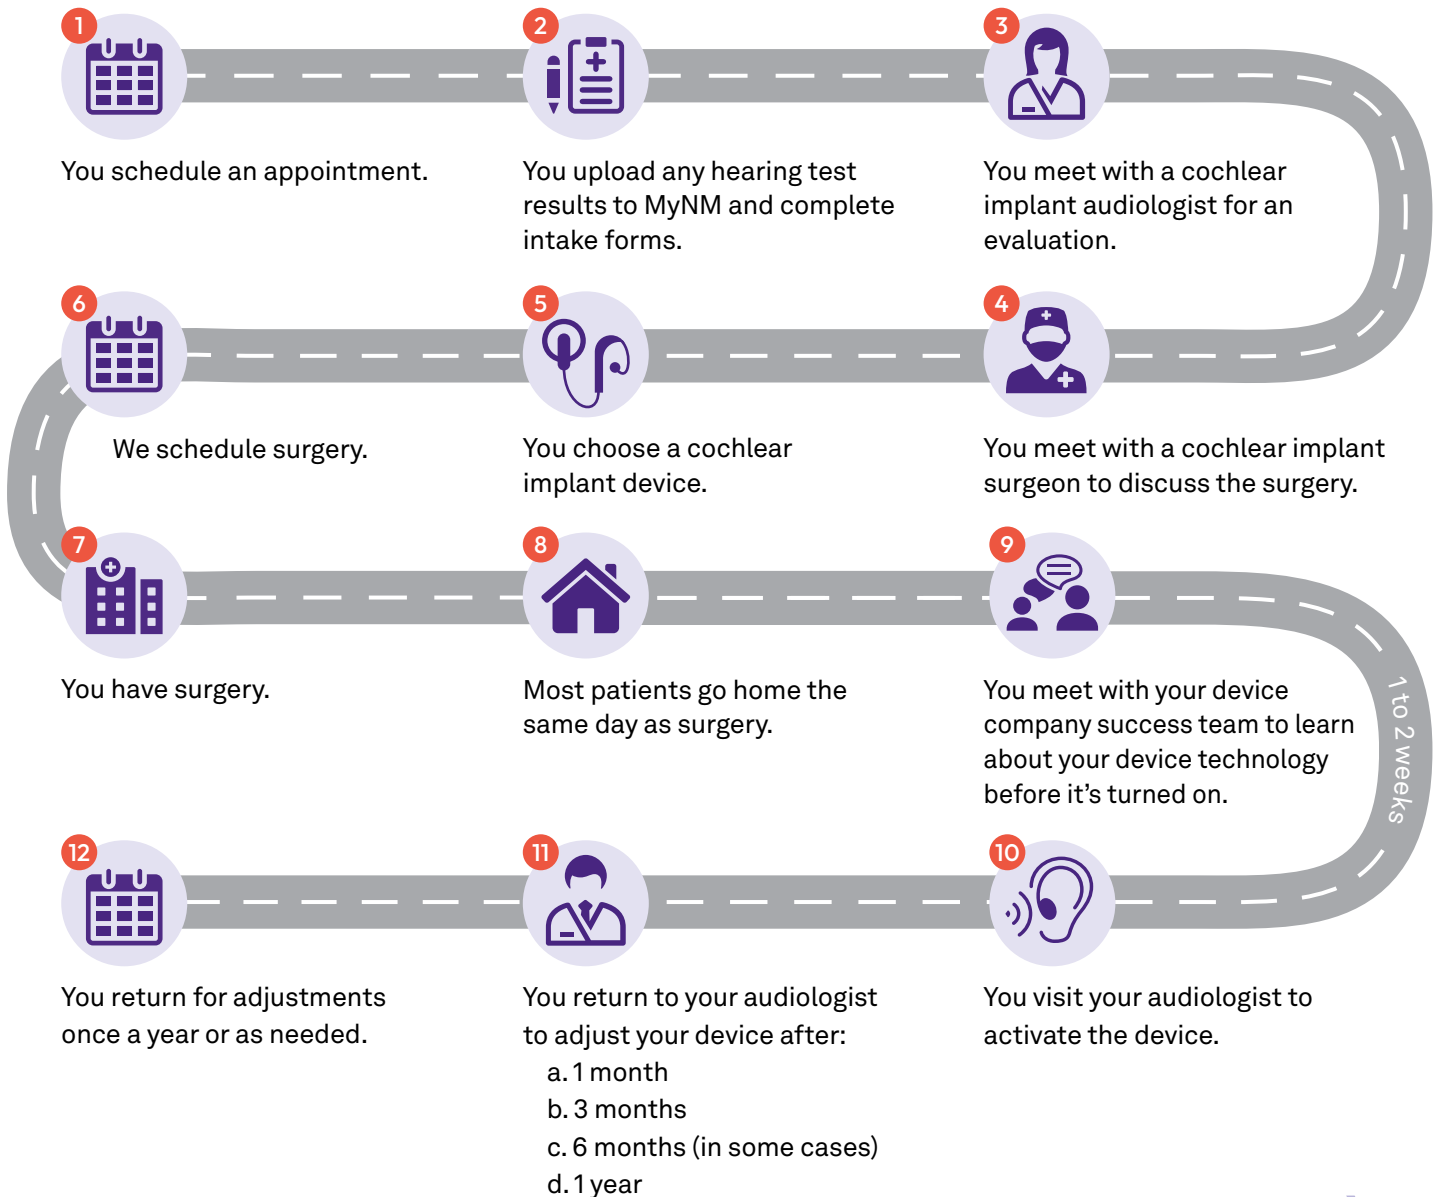 1
You schedule an appointment.
2
You upload any hearing test
results to MyNM and complete
intake forms.
3
You meet with a cochlear
implant audiologist for an
evaluation.
4
You meet with a cochlear implant
surgeon to discuss the surgery.
5
You choose a cochlear
implant device.
6
We schedule surgery.
7
You have surgery.
8
Most patients go home the
same day as surgery.
9
You meet with your device
company success team to learn
about your device technology
before it's turned on.
1 to 2 weeks
10
You visit your audiologist to
activate the device.
11
You return to your audiologist
to adjust your device after:
a. 1 month
b. 3 months
c. 6 months (in some cases)
d. 1 year
12
You return for adjustments
once a year or as needed.